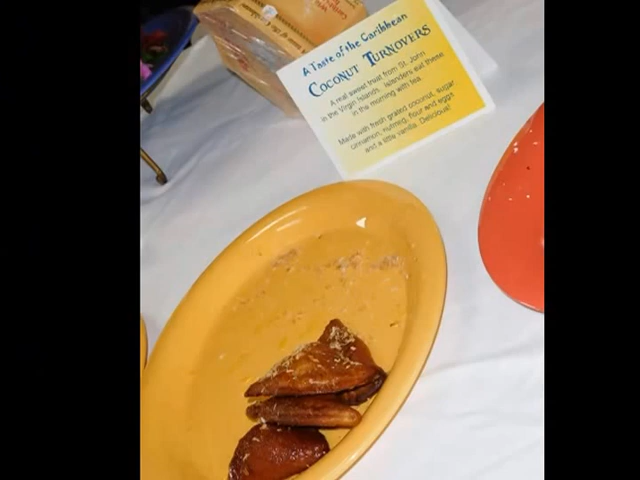 A Taste of the Caribbean
COCONUT TURNOVERS
A real sweet treat from St. John
in the Virgin Islands. Islanders eat these
in the morning with tea.
Made with fresh grated coconut, sugar
cinnamon, nutmeg, flour and eggs
and a little vanilla. Delicious!